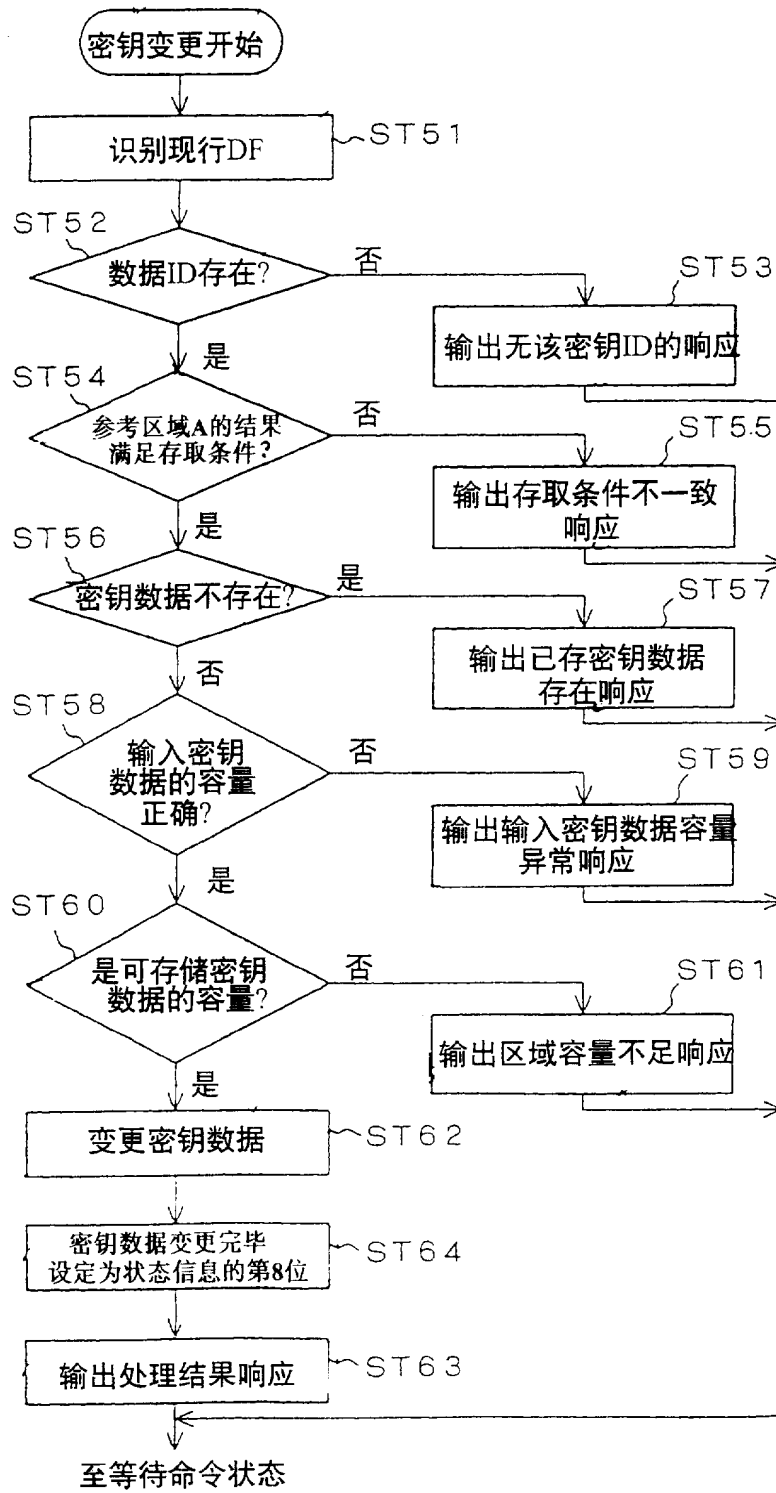 密钥变更开始
识别现行DF
ST51
ST52
数据ID存在?
否
ST53
输出无该密钥ID的响应
是
ST54
参考区域A的结果
满足存取条件?
否
ST55
输出存取条件不一致
响应
是
ST56
密钥数据不存在?
是
ST57
输出已存密钥数据
存在响应
否
ST58
输入密钥
数据的容量
正确?
否
ST59
输出输入密钥数据容量
异常响应
是
ST60
是可存储密钥
数据的容量?
否
ST61
输出区域容量不足响应
是
变更密钥数据
ST62
密钥数据变更完毕
设定为状态信息的第8位
ST64
输出处理结果响应
ST63
至等待命令状态